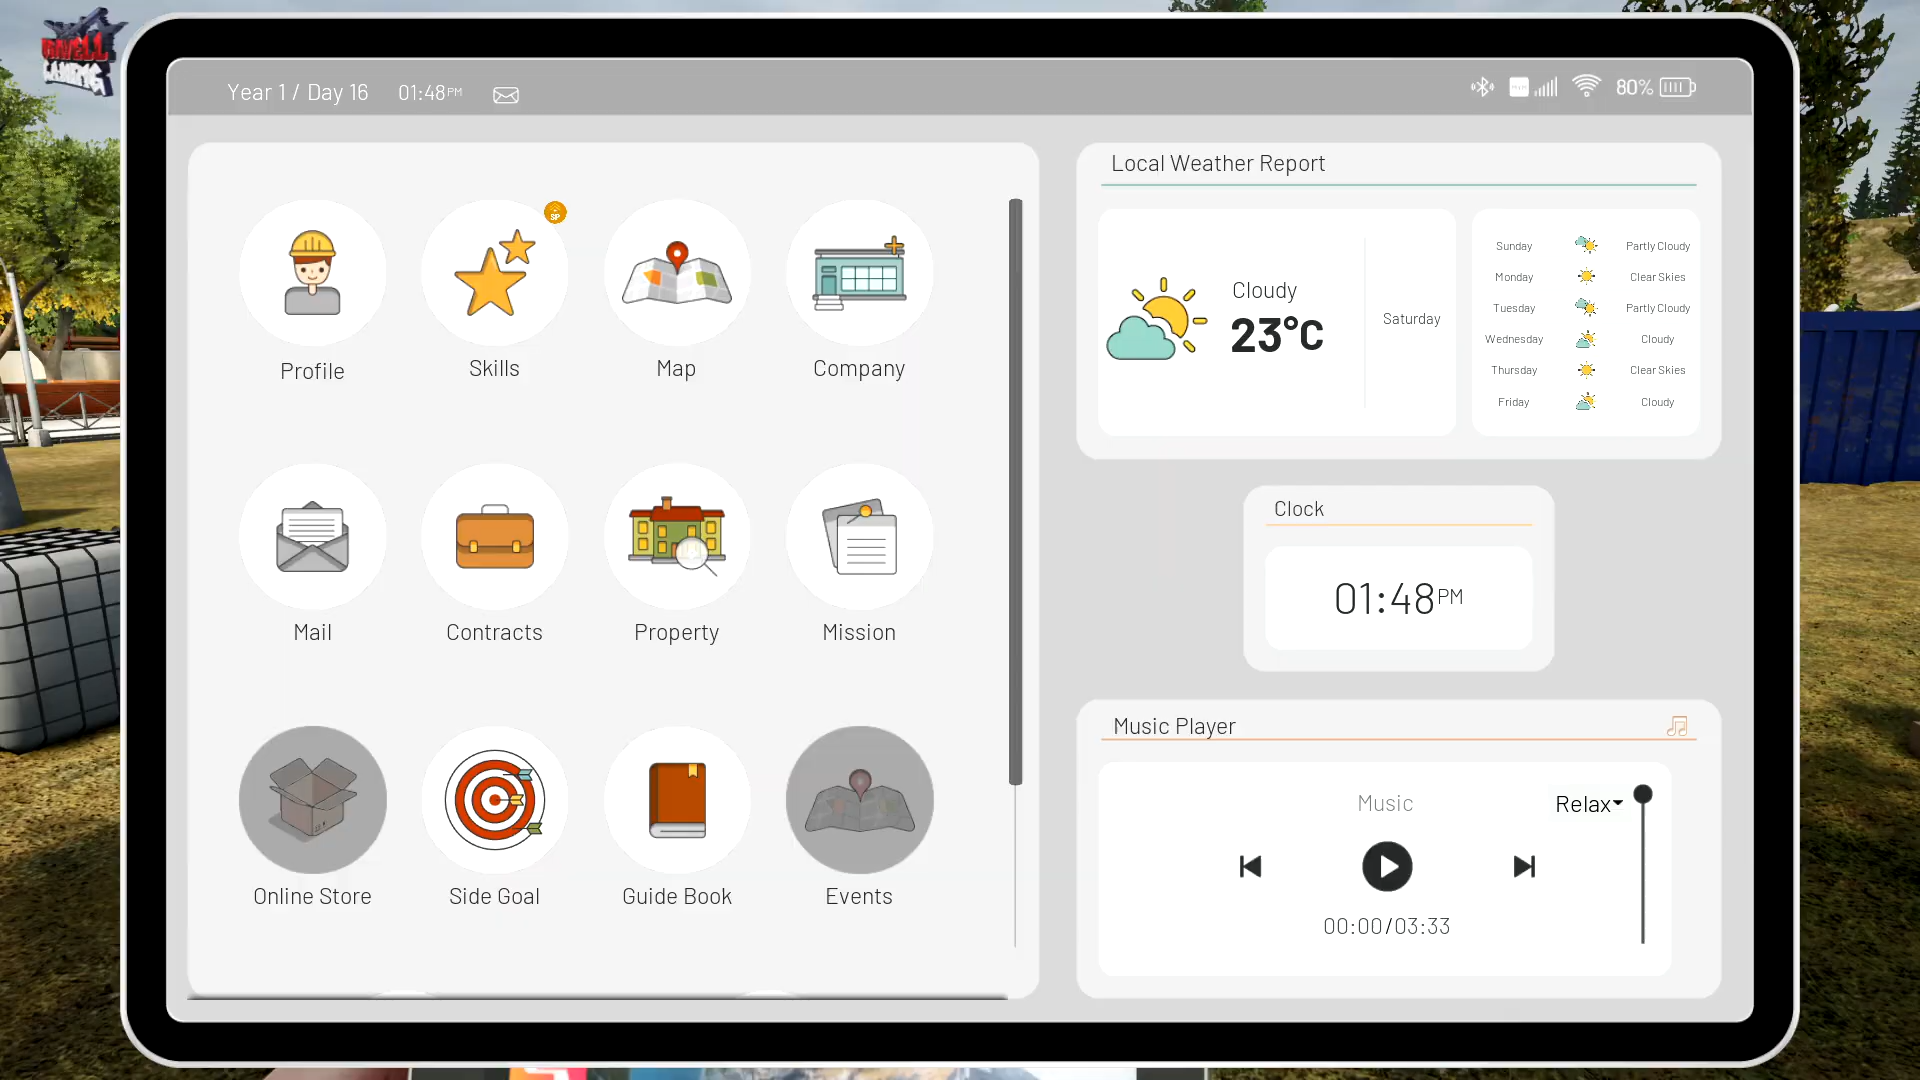 Year 1 / Day 16 01:48PM
80%
SP
Profile
Skills
Map
Company
Mail
Contracts
Property
Mission
Online Store
Side Goal
Guide Book
Events
Local Weather Report
Cloudy
23°C
Saturday
Sunday Partly Cloudy
Monday Clear Skies
Tuesday Partly Cloudy
Wednesday Cloudy
Thursday Clear Skies
Friday Cloudy
Clock
01:48PM
Music Player
Music
Relax
00:00/03:33